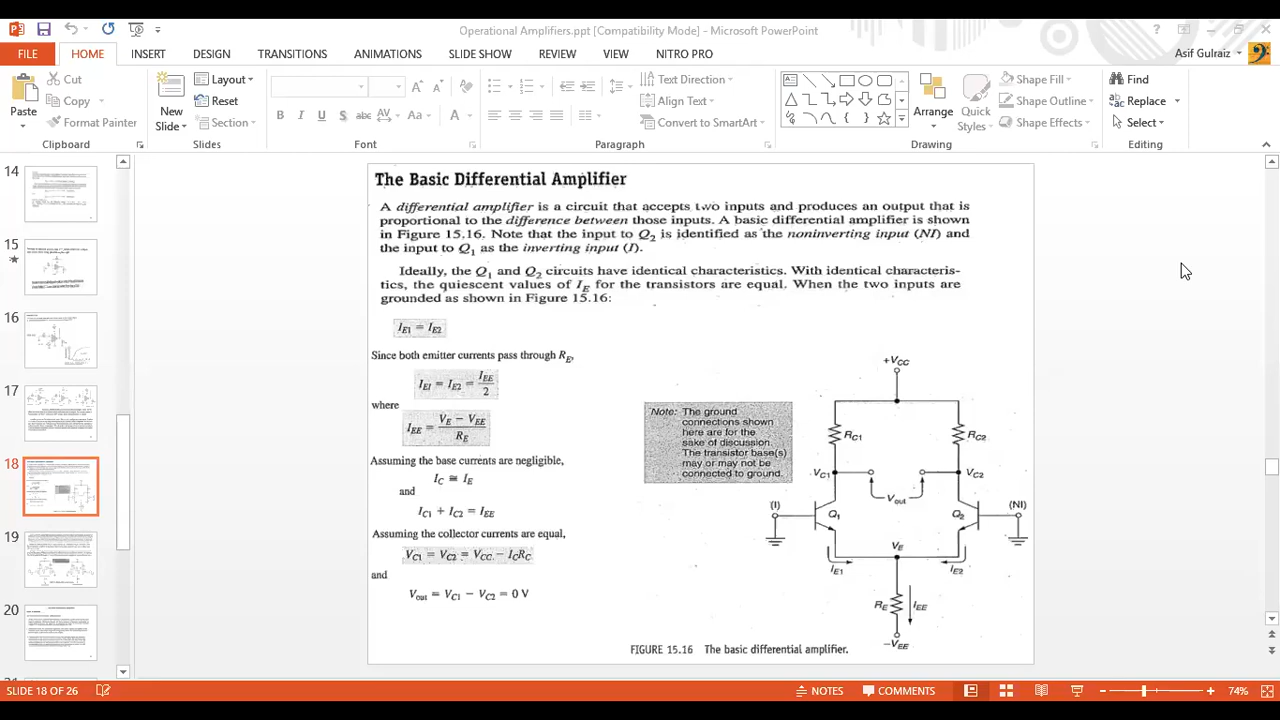 Operational Amplifiers.ppt [Compatibility Mode] - Microsoft PowerPoint
FILE HOME INSERT DESIGN TRANSITIONS ANIMATIONS SLIDE SHOW REVIEW VIEW NITRO PRO Asif Gulraiz
Paste Cut Copy Format Painter
Clipboard
New Slide Layout Reset Section
Slides
B I U S abc AV Aa A
Font
Text Direction Align Text Convert to SmartArt
Paragraph
Arrange Quick Styles Shape Fill Shape Outline Shape Effects
Drawing
Find Replace Select
Editing
14
15
16
17
18
19
20
The Basic Differential Amplifier
A differential amplifier is a circuit that accepts two inputs and produces an output that is
proportional to the difference between those inputs. A basic differential amplifier is shown
in Figure 15.16. Note that the input to Q2 is identified as the noninverting input (NI) and
the input to Q1 as the inverting input (I).
Ideally, the Q1 and Q2 circuits have identical characteristics. With identical characteris-
tics, the quiescent values of IE for the transistors are equal. When the two inputs are
grounded as shown in Figure 15.16:
IE1 = IE2
Since both emitter currents pass through RE,
IE1 = IE2 = IEE / 2
where
IEE = VE − VEE / RE
Assuming the base currents are negligible,
IC ≅ IE
and
IC1 + IC2 = IEE
Assuming the collector currents are equal,
VC1 = VC2 = VCC − ICRC
and
Vout = VC1 − VC2 = 0 V
Note: The ground
connections shown
here are for the
sake of discussion.
The transistor base(s)
may or may not be
connected to ground.
+VCC
RC1 RC2
VC1 VC2
Vout
(I) Q1 Q2 (NI)
VE
IE1 IE2
RE IEE
−VEE
FIGURE 15.16 The basic differential amplifier.
SLIDE 18 OF 26 NOTES COMMENTS 74%